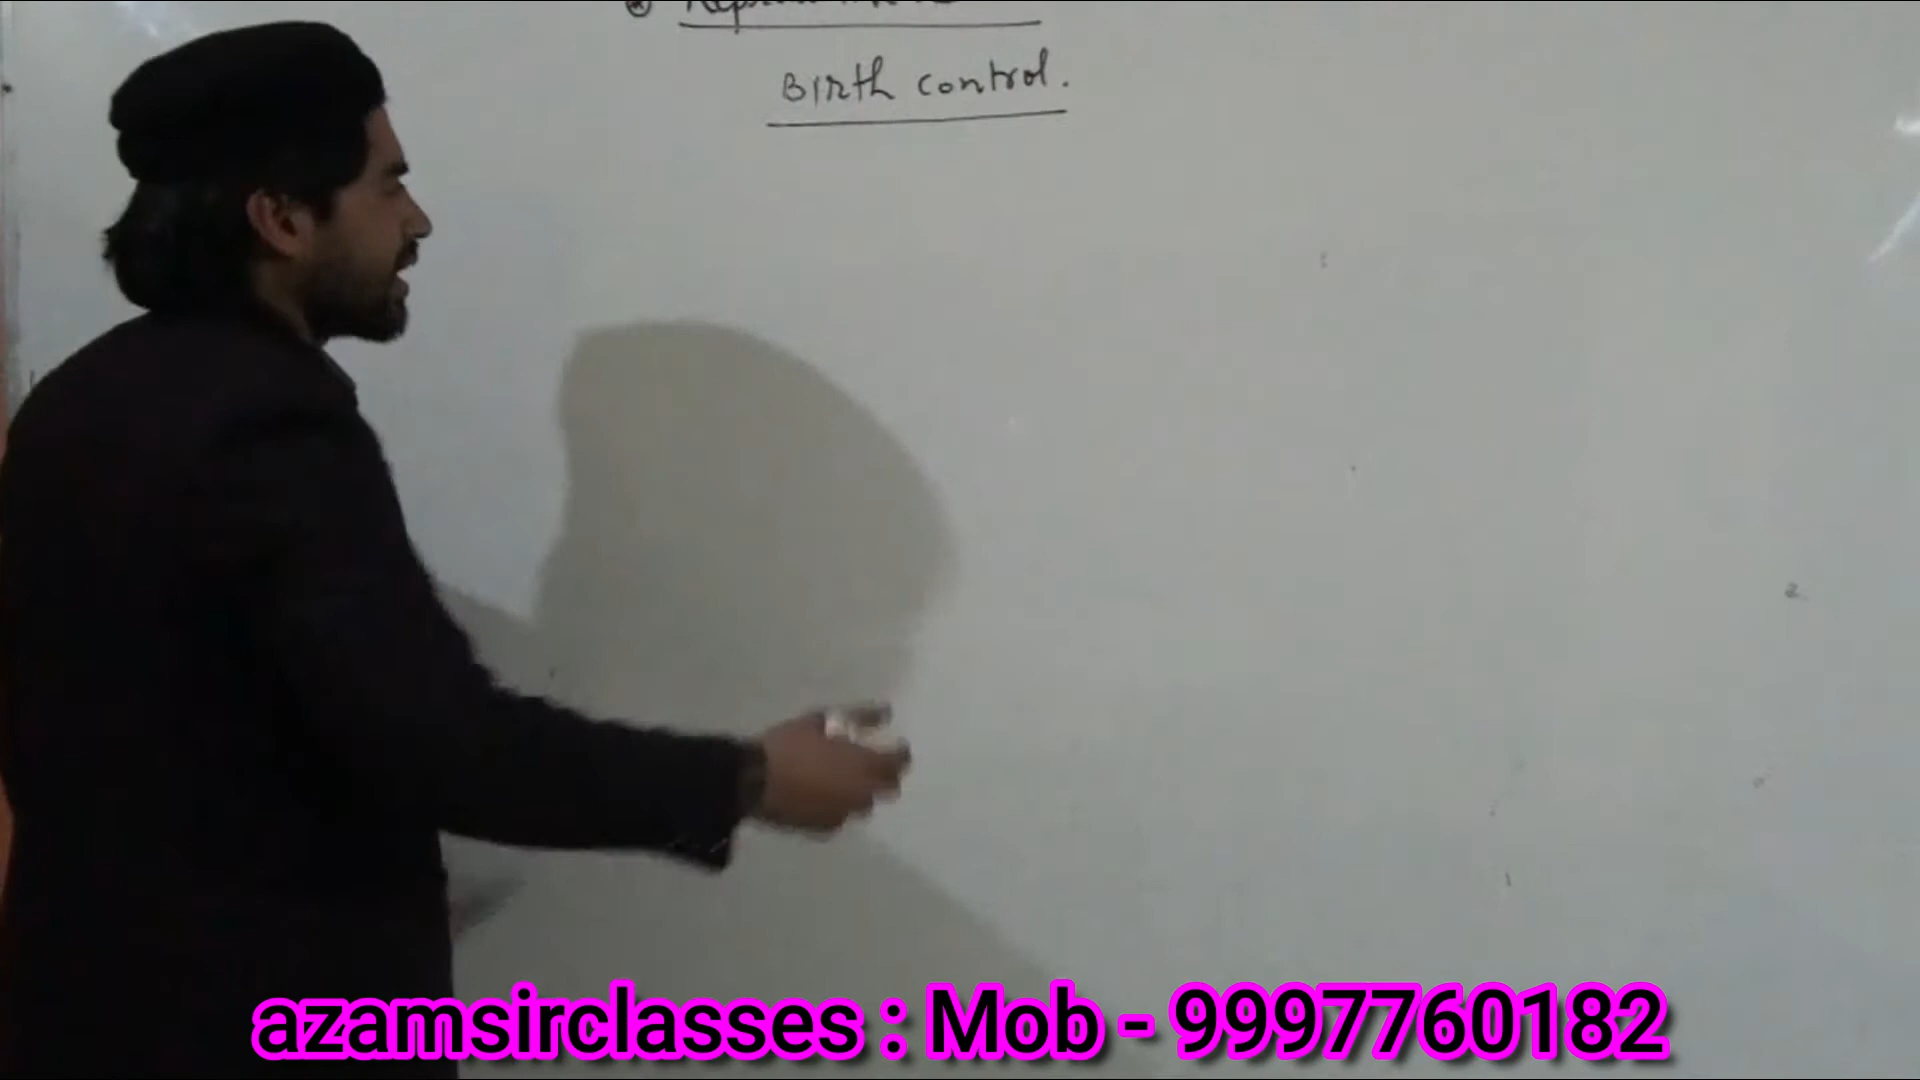 Birth control.
azamsirclasses : Mob - 9997760182